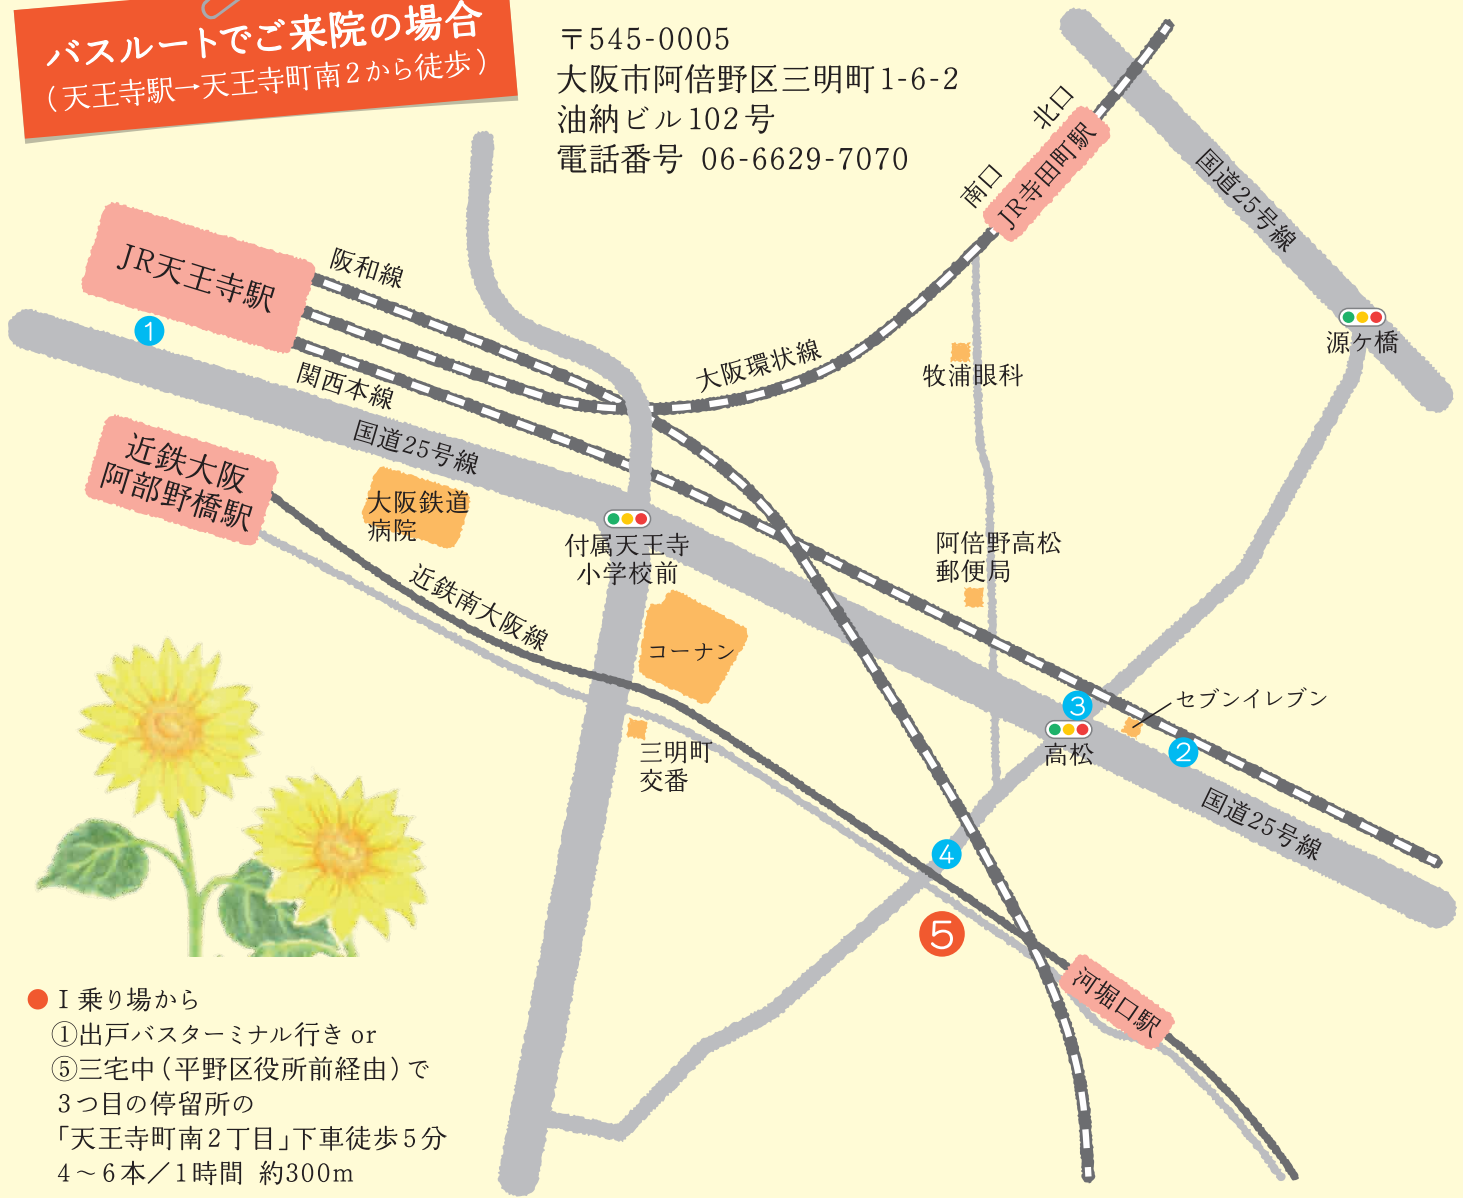 バスルートでご来院の場合
（天王寺駅→天王寺町南２から徒歩）
〒545-0005
大阪市阿倍野区三明町1-6-2
油納ビル102号
電話番号 06-6629-7070
北口
JR寺田町駅
南口
国道25号線
JR天王寺駅
阪和線
①
大阪環状線
源ケ橋
関西本線
牧浦眼科
国道25号線
近鉄大阪
阿部野橋駅
大阪鉄道
病院
付属天王寺
小学校前
阿倍野高松
郵便局
近鉄南大阪線
コーナン
③
セブンイレブン
高松
②
三明町
交番
国道25号線
④
⑤
河堀口駅
●Ｉ乗り場から
①出戸バスターミナル行き or
⑤三宅中（平野区役所前経由）で
３つ目の停留所の
「天王寺町南２丁目」下車徒歩５分
４～６本／１時間 約300m